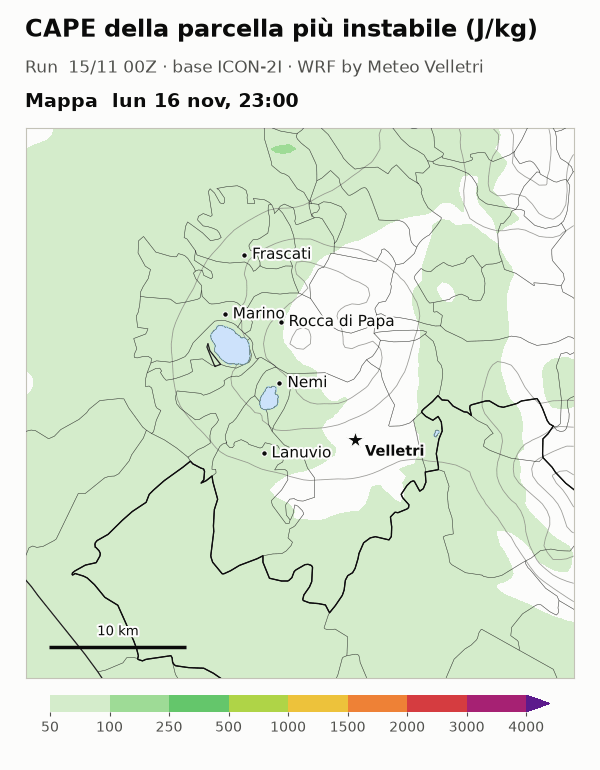 CAPE della parcella più instabile (J/kg)
Run  15/11 00Z · base ICON-2I · WRF by Meteo Velletri
Mappa  lun 16 nov, 23:00
Frascati
Marino
Rocca di Papa
Nemi
Velletri
Lanuvio
10 km
50 100 250 500 1000 1500 2000 3000 4000